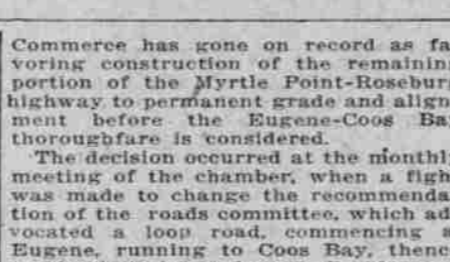 Commerce has gone on record as fa
voring construction of the remainin
portion of the Myrtle Point-Roseburg
highway to permanent grade and align
ment before the Eugene-Coos Ba
thoroughfare is considered.
The decision occurred at the monthl
meeting of the chamber, when a figh
was made to change the recommenda
tion of the roads committee, which ad
vocated a loop road, commencing a
Eugene, running to Coos Bay, thenc